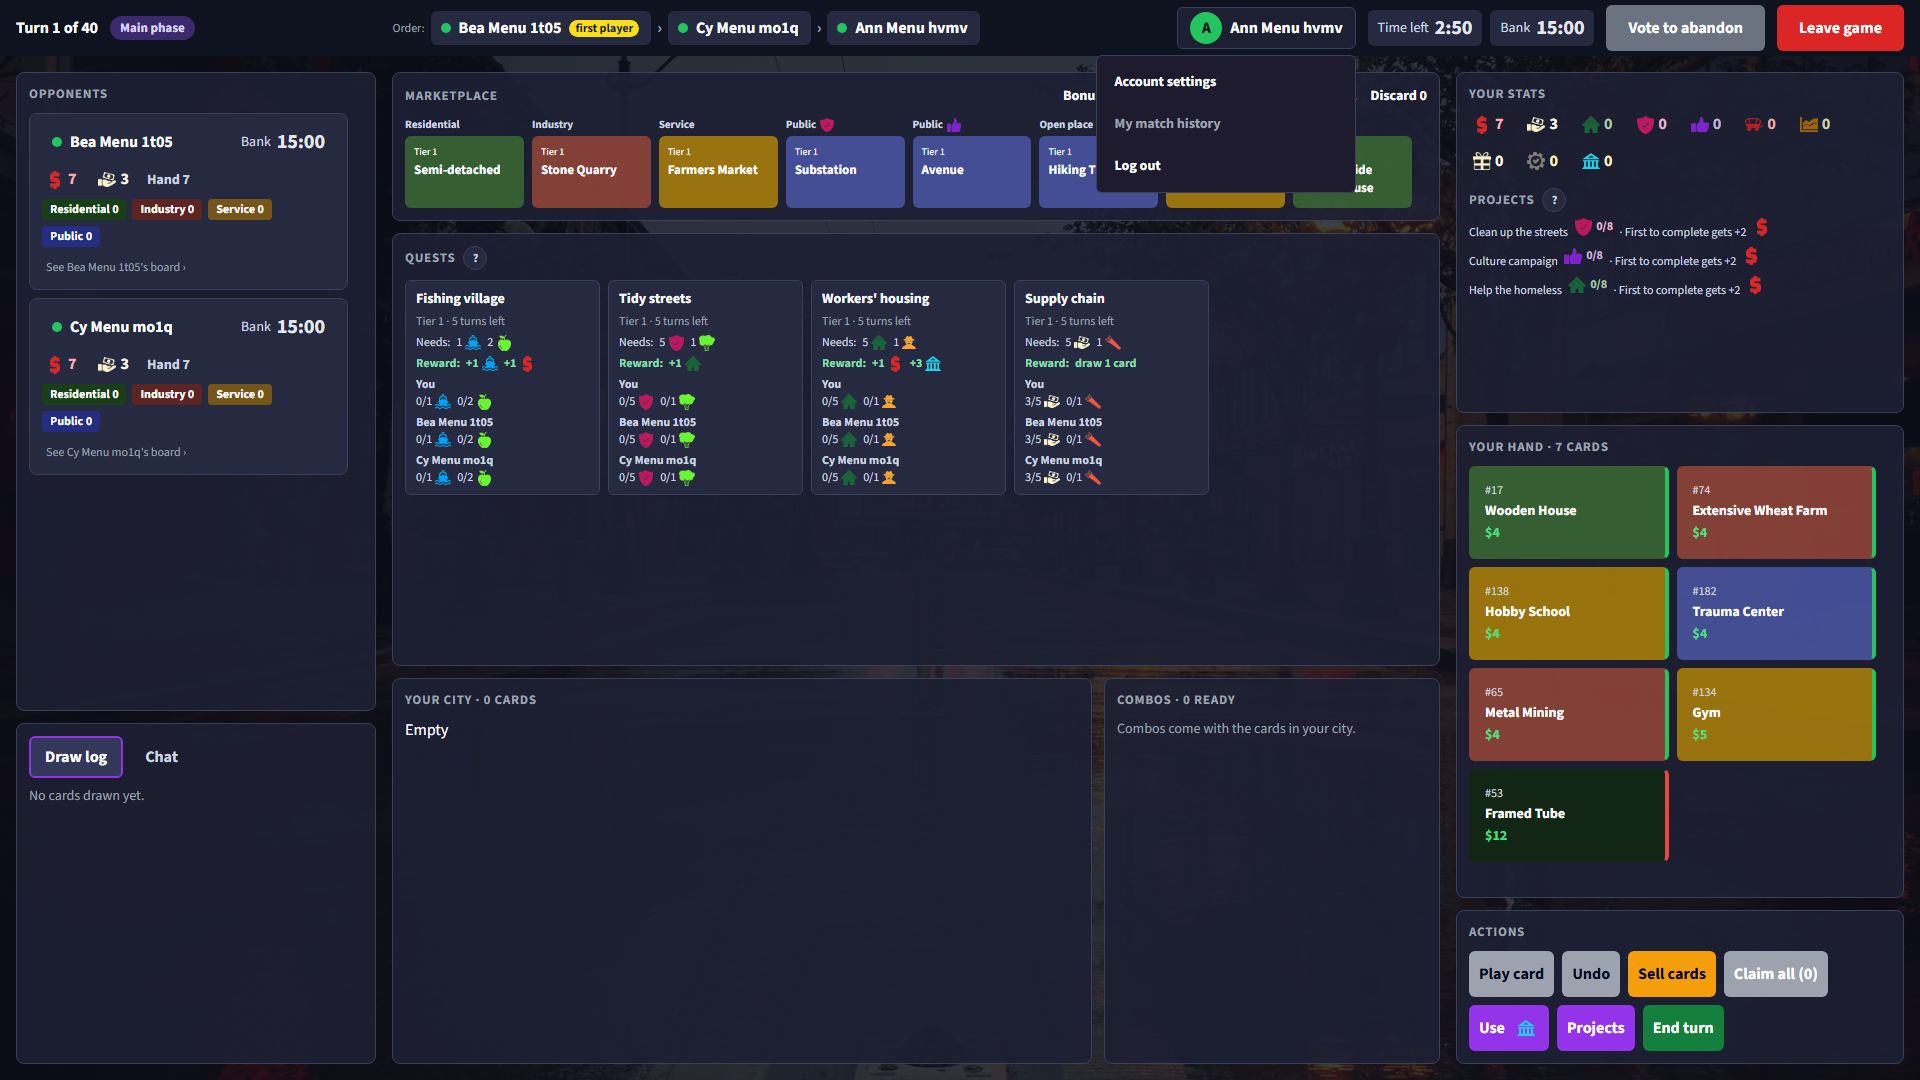 Turn 1 of 40 Main phase
Order: Bea Menu 1t05 first player › Cy Menu mo1q › Ann Menu hvmv
A Ann Menu hvmv Time left 2:50 Bank 15:00 Vote to abandon Leave game
Account settings
My match history
Log out
OPPONENTS
Bea Menu 1t05 Bank 15:00
7 3 Hand 7
Residential 0 Industry 0 Service 0
Public 0
See Bea Menu 1t05's board ›
Cy Menu mo1q Bank 15:00
7 3 Hand 7
Residential 0 Industry 0 Service 0
Public 0
See Cy Menu mo1q's board ›
Draw log Chat
No cards drawn yet.
MARKETPLACE Bonu Discard 0
Residential Industry Service Public Public Open place
Tier 1 Tier 1 Tier 1 Tier 1 Tier 1 Tier 1
Semi-detached Stone Quarry Farmers Market Substation Avenue Hiking T ide
use
QUESTS ?
Fishing village
Tier 1 · 5 turns left
Needs: 1 2
Reward: +1 +1
You
0/1 0/2
Bea Menu 1t05
0/1 0/2
Cy Menu mo1q
0/1 0/2
Tidy streets
Tier 1 · 5 turns left
Needs: 5 1
Reward: +1
You
0/5 0/1
Bea Menu 1t05
0/5 0/1
Cy Menu mo1q
0/5 0/1
Workers' housing
Tier 1 · 5 turns left
Needs: 5 1
Reward: +1 +3
You
0/5 0/1
Bea Menu 1t05
0/5 0/1
Cy Menu mo1q
0/5 0/1
Supply chain
Tier 1 · 5 turns left
Needs: 5 1
Reward: draw 1 card
You
3/5 0/1
Bea Menu 1t05
3/5 0/1
Cy Menu mo1q
3/5 0/1
YOUR CITY · 0 CARDS
Empty
COMBOS · 0 READY
Combos come with the cards in your city.
YOUR STATS
7 3 0 0 0 0 0
0 0 0
PROJECTS ?
Clean up the streets 0/8 · First to complete gets +2
Culture campaign 0/8 · First to complete gets +2
Help the homeless 0/8 · First to complete gets +2
YOUR HAND · 7 CARDS
#17
Wooden House
$4
#74
Extensive Wheat Farm
$4
#138
Hobby School
$4
#182
Trauma Center
$4
#65
Metal Mining
$4
#134
Gym
$5
#53
Framed Tube
$12
ACTIONS
Play card Undo Sell cards Claim all (0)
Use Projects End turn